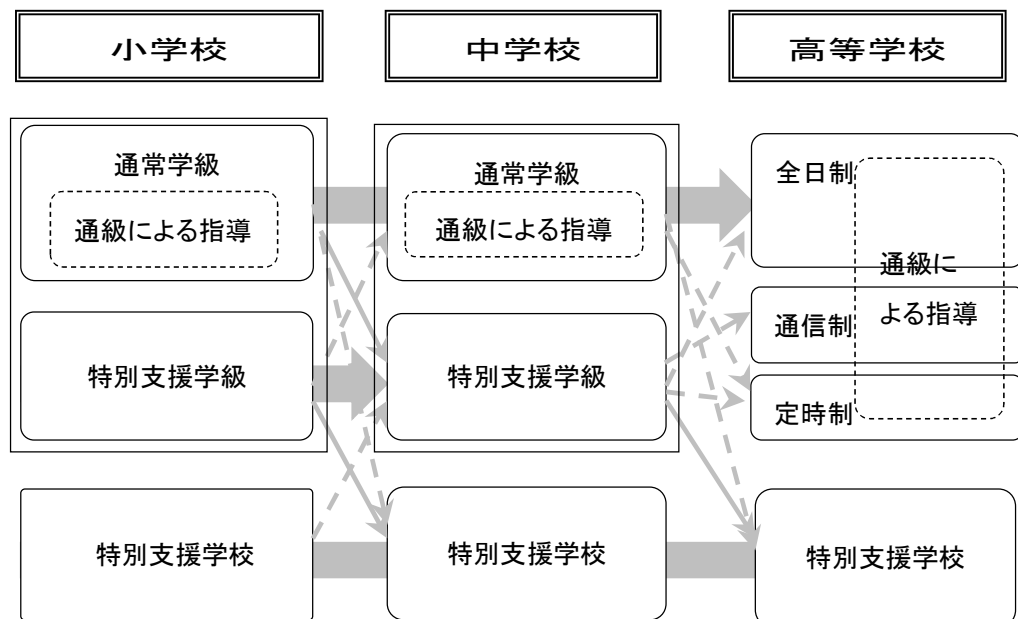 小学校
中学校
高等学校
通常学級
通級による指導
特別支援学級
特別支援学校
通常学級
通級による指導
特別支援学級
特別支援学校
全日制
通信制
定時制
通級に
よる指導
特別支援学校